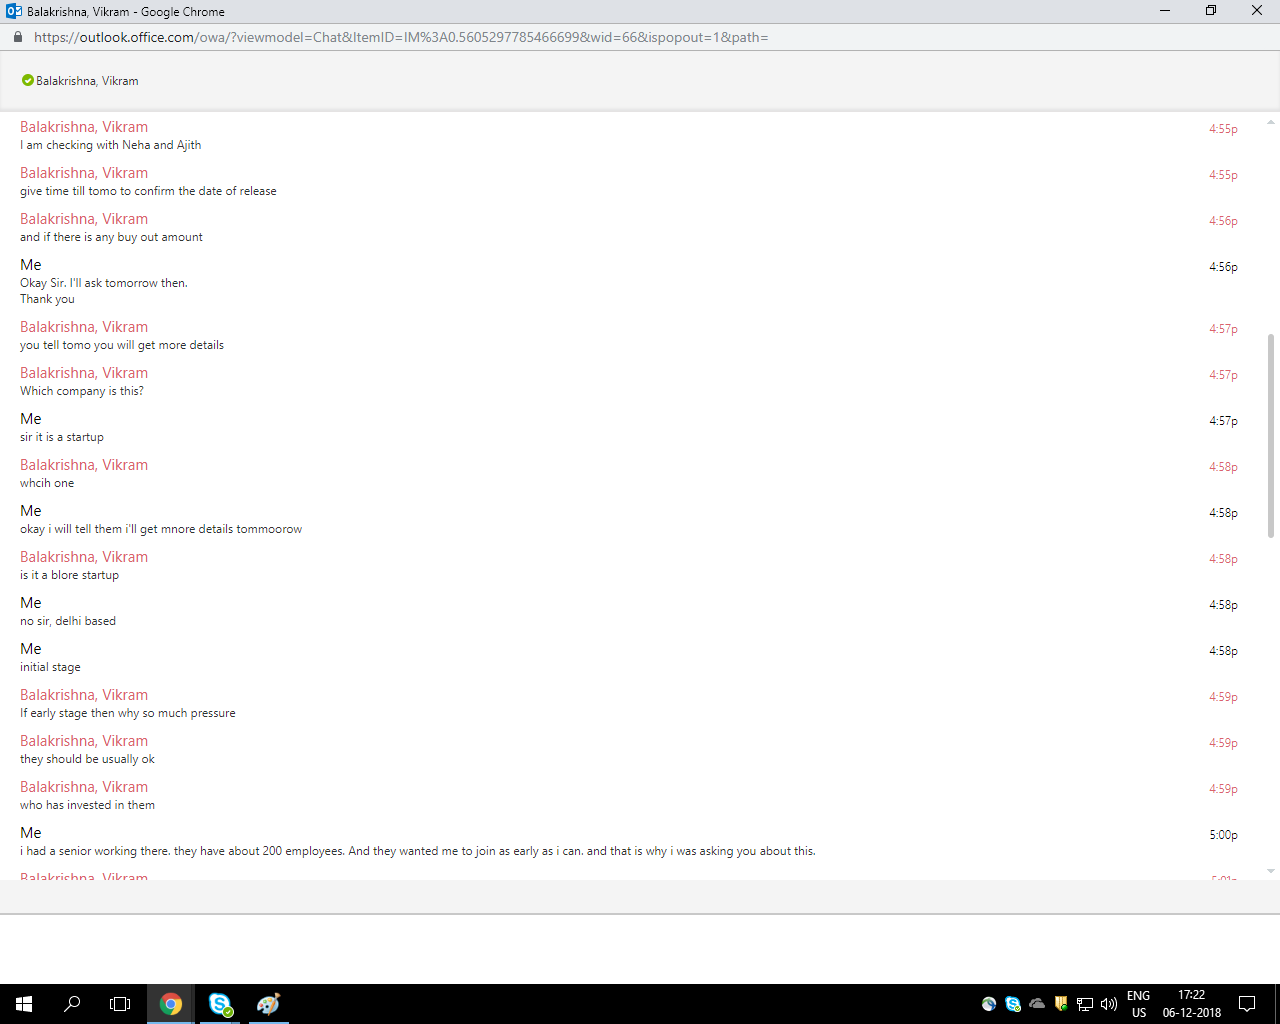 Balakrishna, Vikram - Google Chrome
https://outlook.office.com/owa/?viewmodel=Chat&ItemID=IM%3A0.5605297785466699&wid=66&ispopout=1&path=
Balakrishna, Vikram
Balakrishna, Vikram 4:55p
I am checking with Neha and Ajith
Balakrishna, Vikram 4:55p
give time till tomo to confirm the date of release
Balakrishna, Vikram 4:56p
and if there is any buy out amount
Me 4:56p
Okay Sir. I'll ask tomorrow then.
Thank you
Balakrishna, Vikram 4:57p
you tell tomo you will get more details
Balakrishna, Vikram 4:57p
Which company is this?
Me 4:57p
sir it is a startup
Balakrishna, Vikram 4:58p
whcih one
Me 4:58p
okay i will tell them i'll get mnore details tommoorow
Balakrishna, Vikram 4:58p
is it a blore startup
Me 4:58p
no sir, delhi based
Me 4:58p
initial stage
Balakrishna, Vikram 4:59p
If early stage then why so much pressure
Balakrishna, Vikram 4:59p
they should be usually ok
Balakrishna, Vikram 4:59p
who has invested in them
Me 5:00p
i had a senior working there. they have about 200 employees. And they wanted me to join as early as i can. and that is why i was asking you about this.
Balakrishna, Vikram 5:01p
ENG 17:22
US 06-12-2018